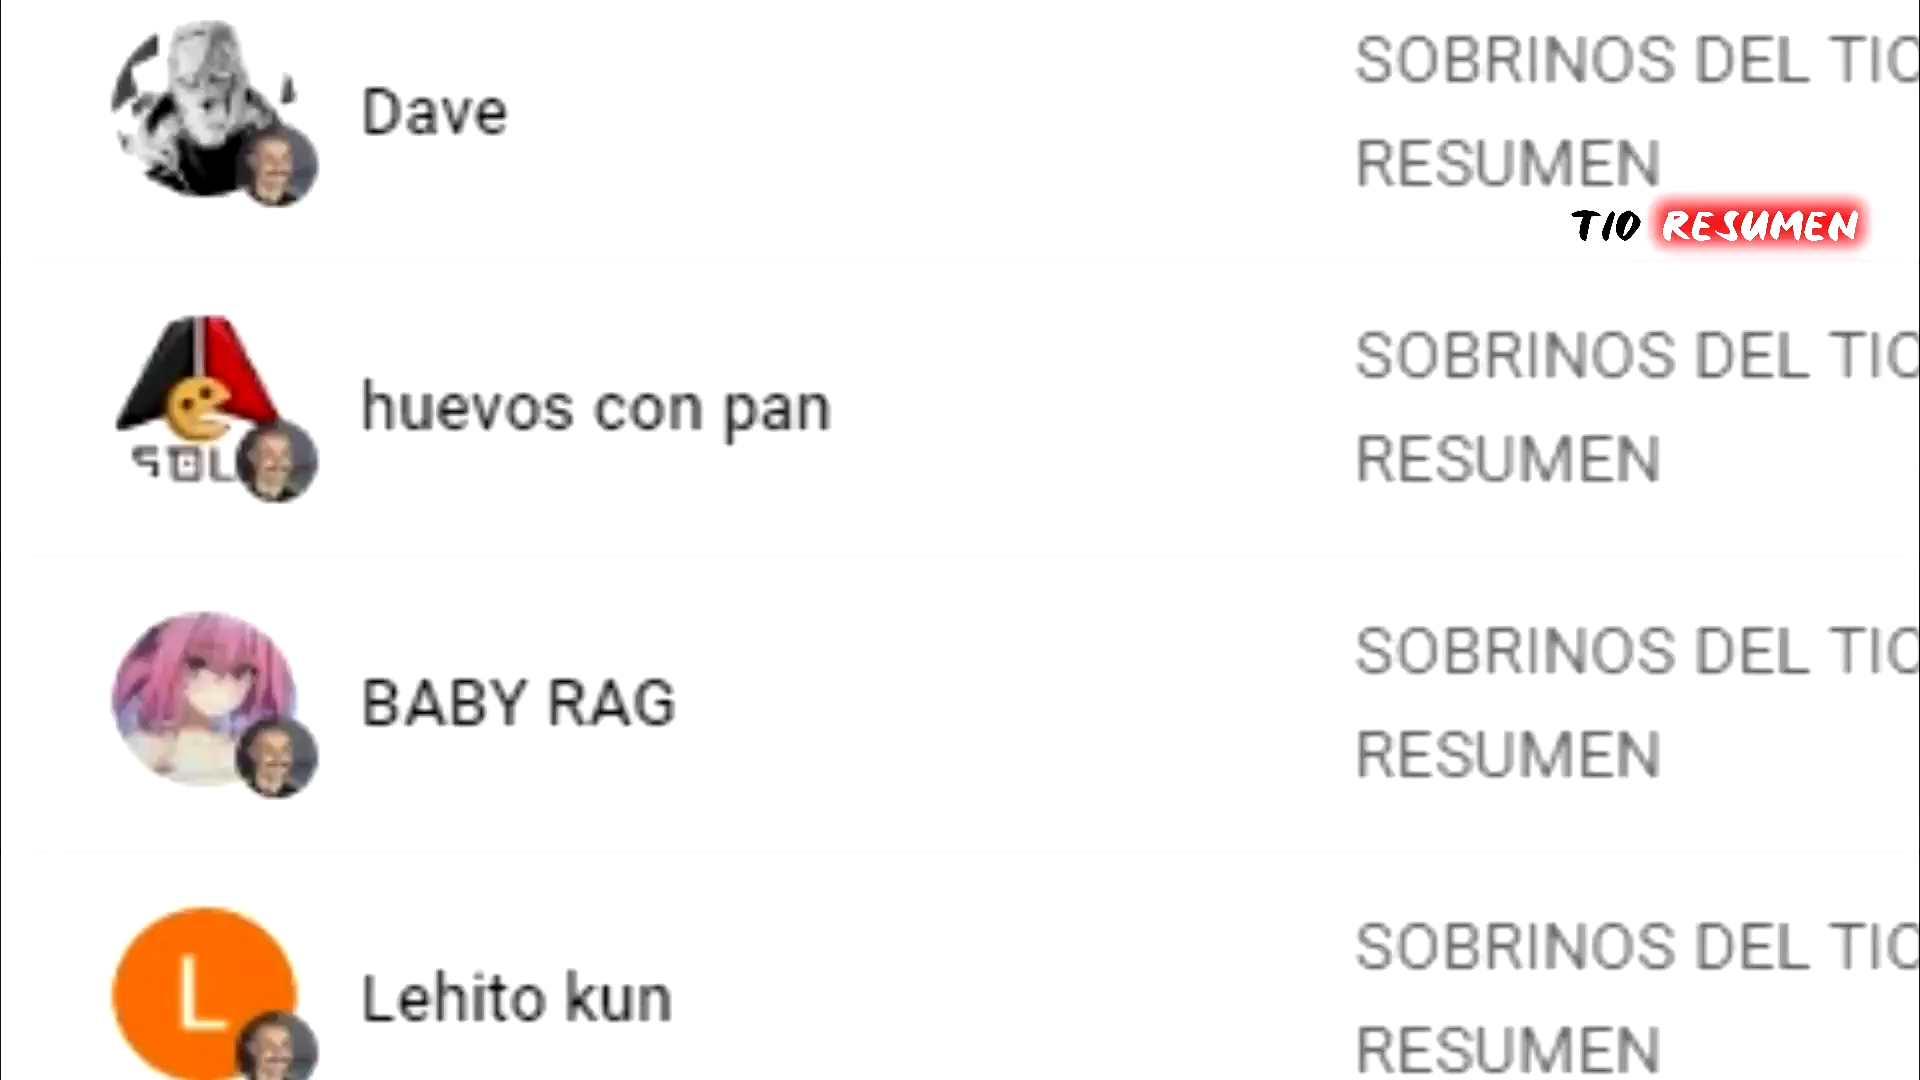 Dave
SOBRINOS DEL TIO
RESUMEN
TIO RESUMEN
huevos con pan
SOBRINOS DEL TIO
RESUMEN
SOL
BABY RAG
SOBRINOS DEL TIO
RESUMEN
L
Lehito kun
SOBRINOS DEL TIO
RESUMEN